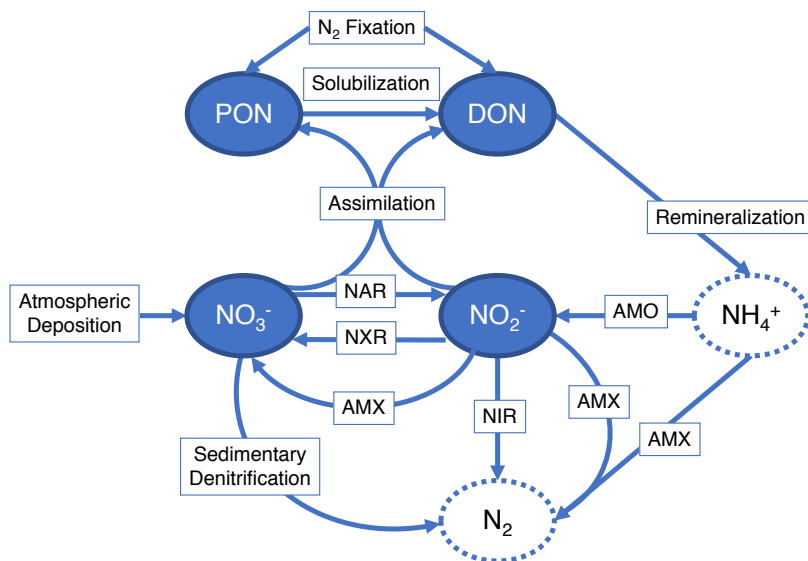 N₂ Fixation
Solubilization
PON
DON
Assimilation
Remineralization
Atmospheric
Deposition
NO₃⁻
NAR
NO₂⁻
AMO
NH₄⁺
NXR
AMX
NIR
AMX
AMX
Sedimentary
Denitrification
N₂